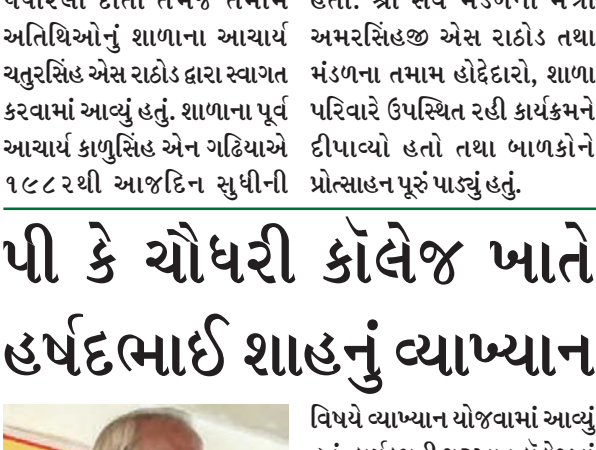 અતિથિઓનું શાળાના આચાર્ય
ચતુરસિંહ એસ રાઠોડ દ્વારા સ્વાગત
કરવામાં આવ્યું હતું. શાળાના પૂર્વ
આચાર્ય કાળુસિંહ એન ગઢિયાએ
૧૯૮૨થી આજદિન સુધીની
અમરસિંહજી એસ રાઠોડ તથા
મંડળના તમામ હોદ્દેદારો, શાળા
પરિવારે ઉપસ્થિત રહી કાર્યક્રમને
દીપાવ્યો હતો તથા બાળકોને
પ્રોત્સાહન પૂરું પાડ્યું હતું.
પી કે ચૌધરી કૉલેજ ખાતે
હર્ષદભાઈ શાહનું વ્યાખ્યાન
વિષયે વ્યાખ્યાન યોજવામાં આવ્યું